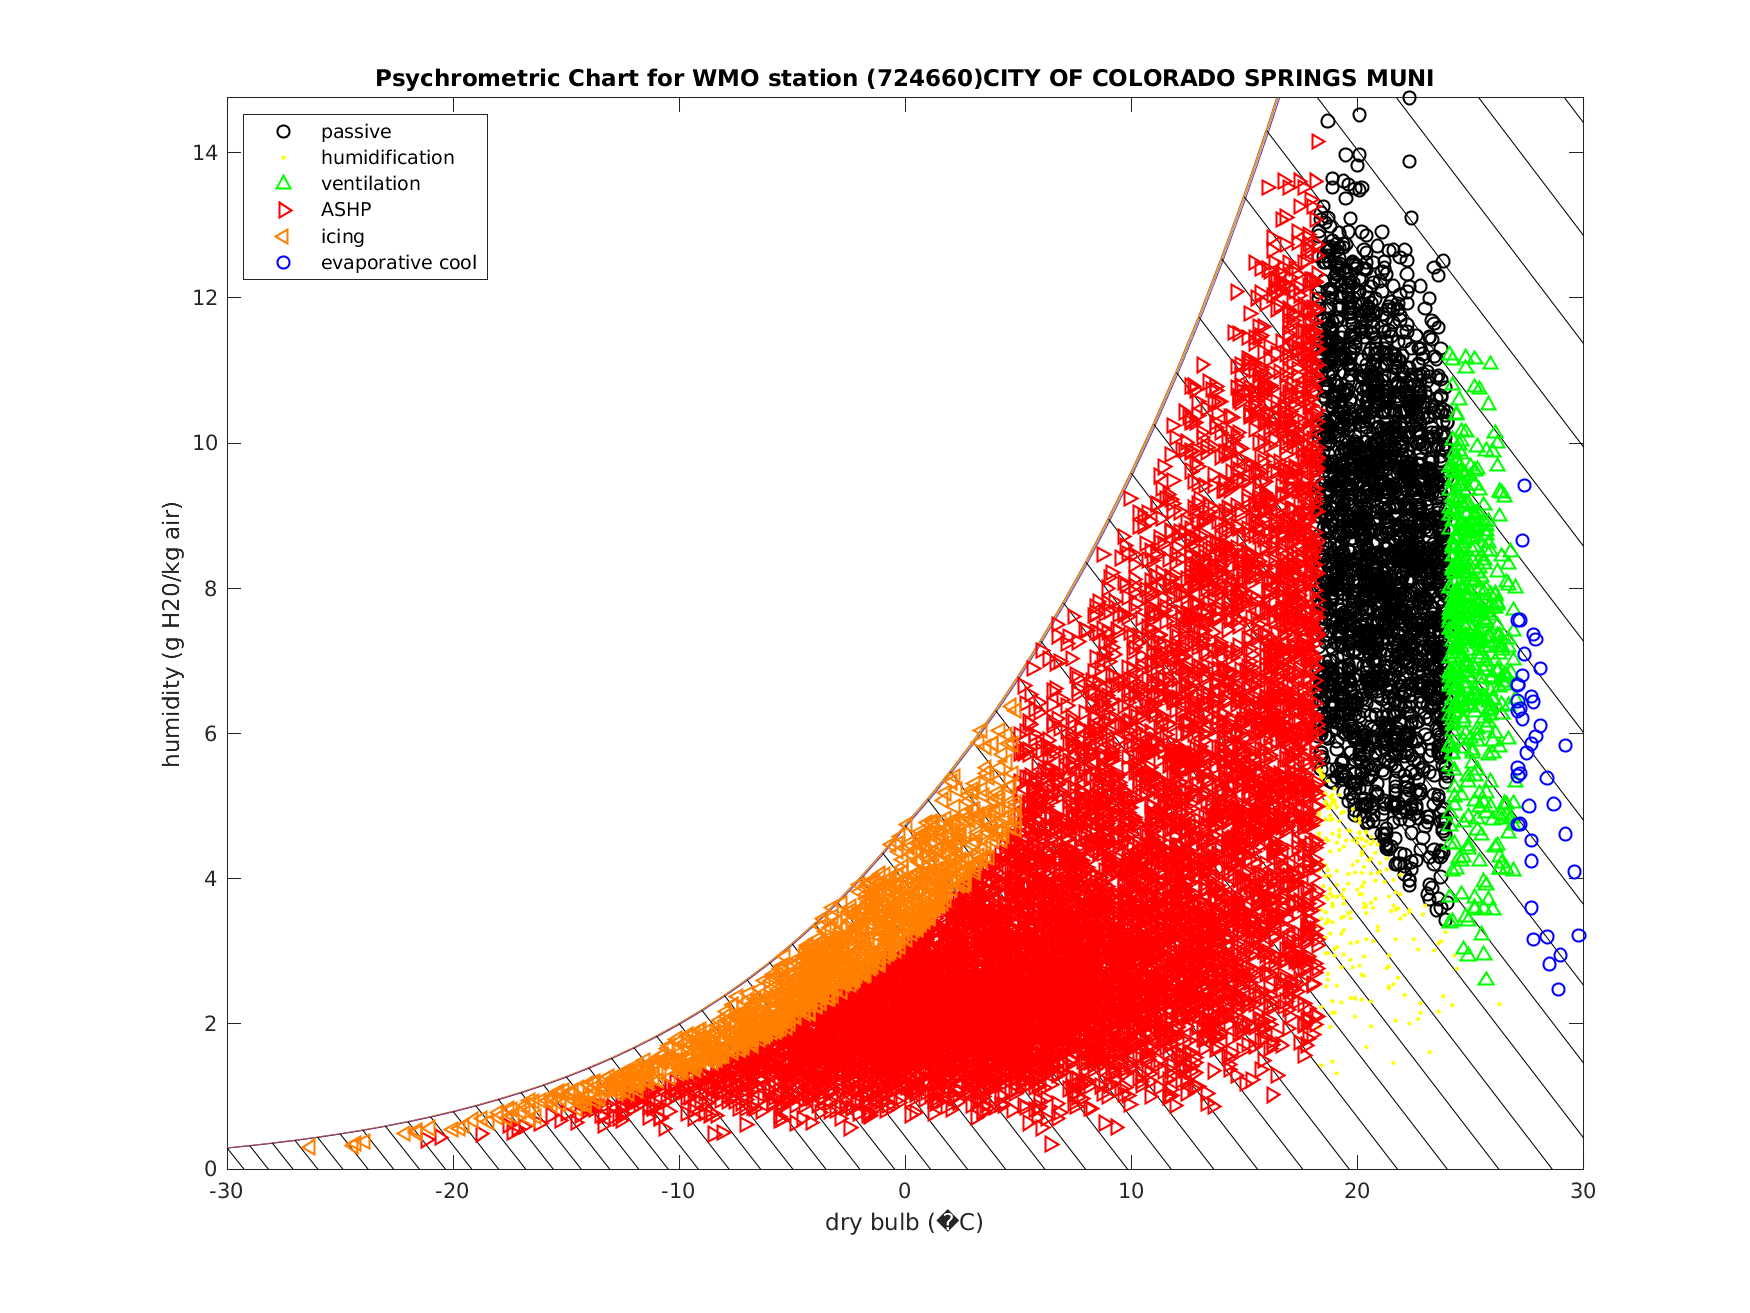 Psychrometric Chart for WMO station (724660)CITY OF COLORADO SPRINGS MUNI
passive
humidification
ventilation
ASHP
icing
evaporative cool
humidity (g H20/kg air)
14
12
10
8
6
4
2
0
-30 -20 -10 0 10 20 30
dry bulb (�C)